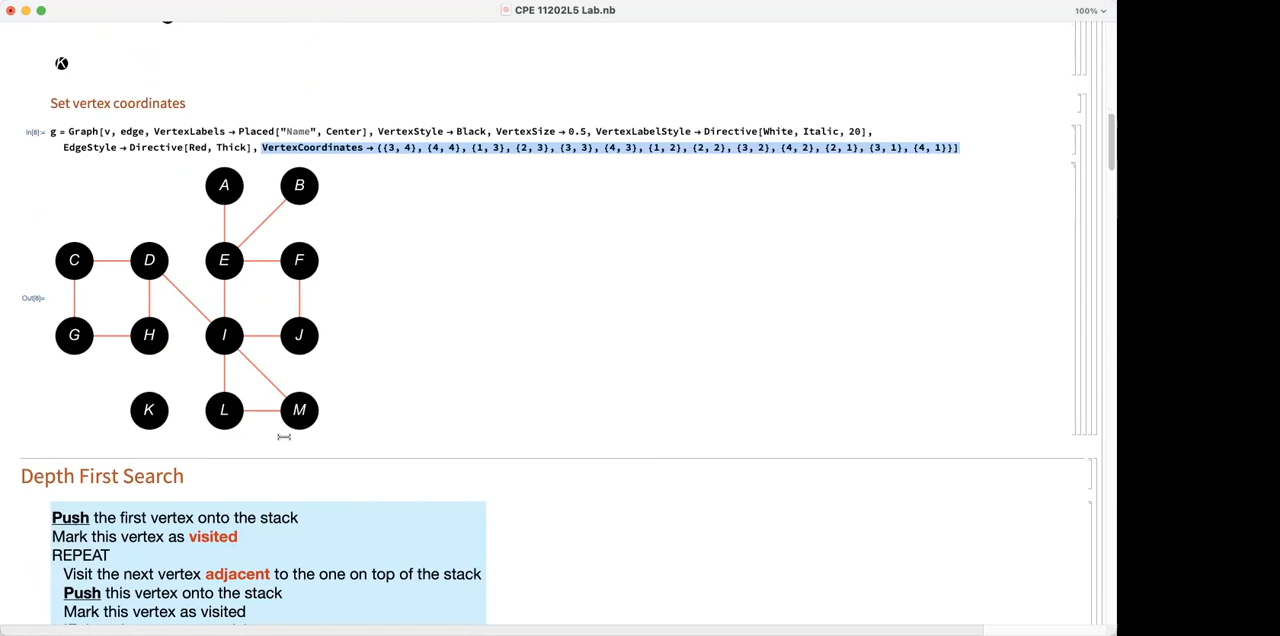 CPE 11202L5 Lab.nb
100%
K
Set vertex coordinates
In[8]:= g = Graph[v, edge, VertexLabels → Placed["Name", Center], VertexStyle → Black, VertexSize → 0.5, VertexLabelStyle → Directive[White, Italic, 20],
EdgeStyle → Directive[Red, Thick], VertexCoordinates → {{3, 4}, {4, 4}, {1, 3}, {2, 3}, {3, 3}, {4, 3}, {1, 2}, {2, 2}, {3, 2}, {4, 2}, {2, 1}, {3, 1}, {4, 1}}]
A B
C D E F
Out[8]=
G H I J
K L M
Depth First Search
Push the first vertex onto the stack
Mark this vertex as visited
REPEAT
Visit the next vertex adjacent to the one on top of the stack
Push this vertex onto the stack
Mark this vertex as visited